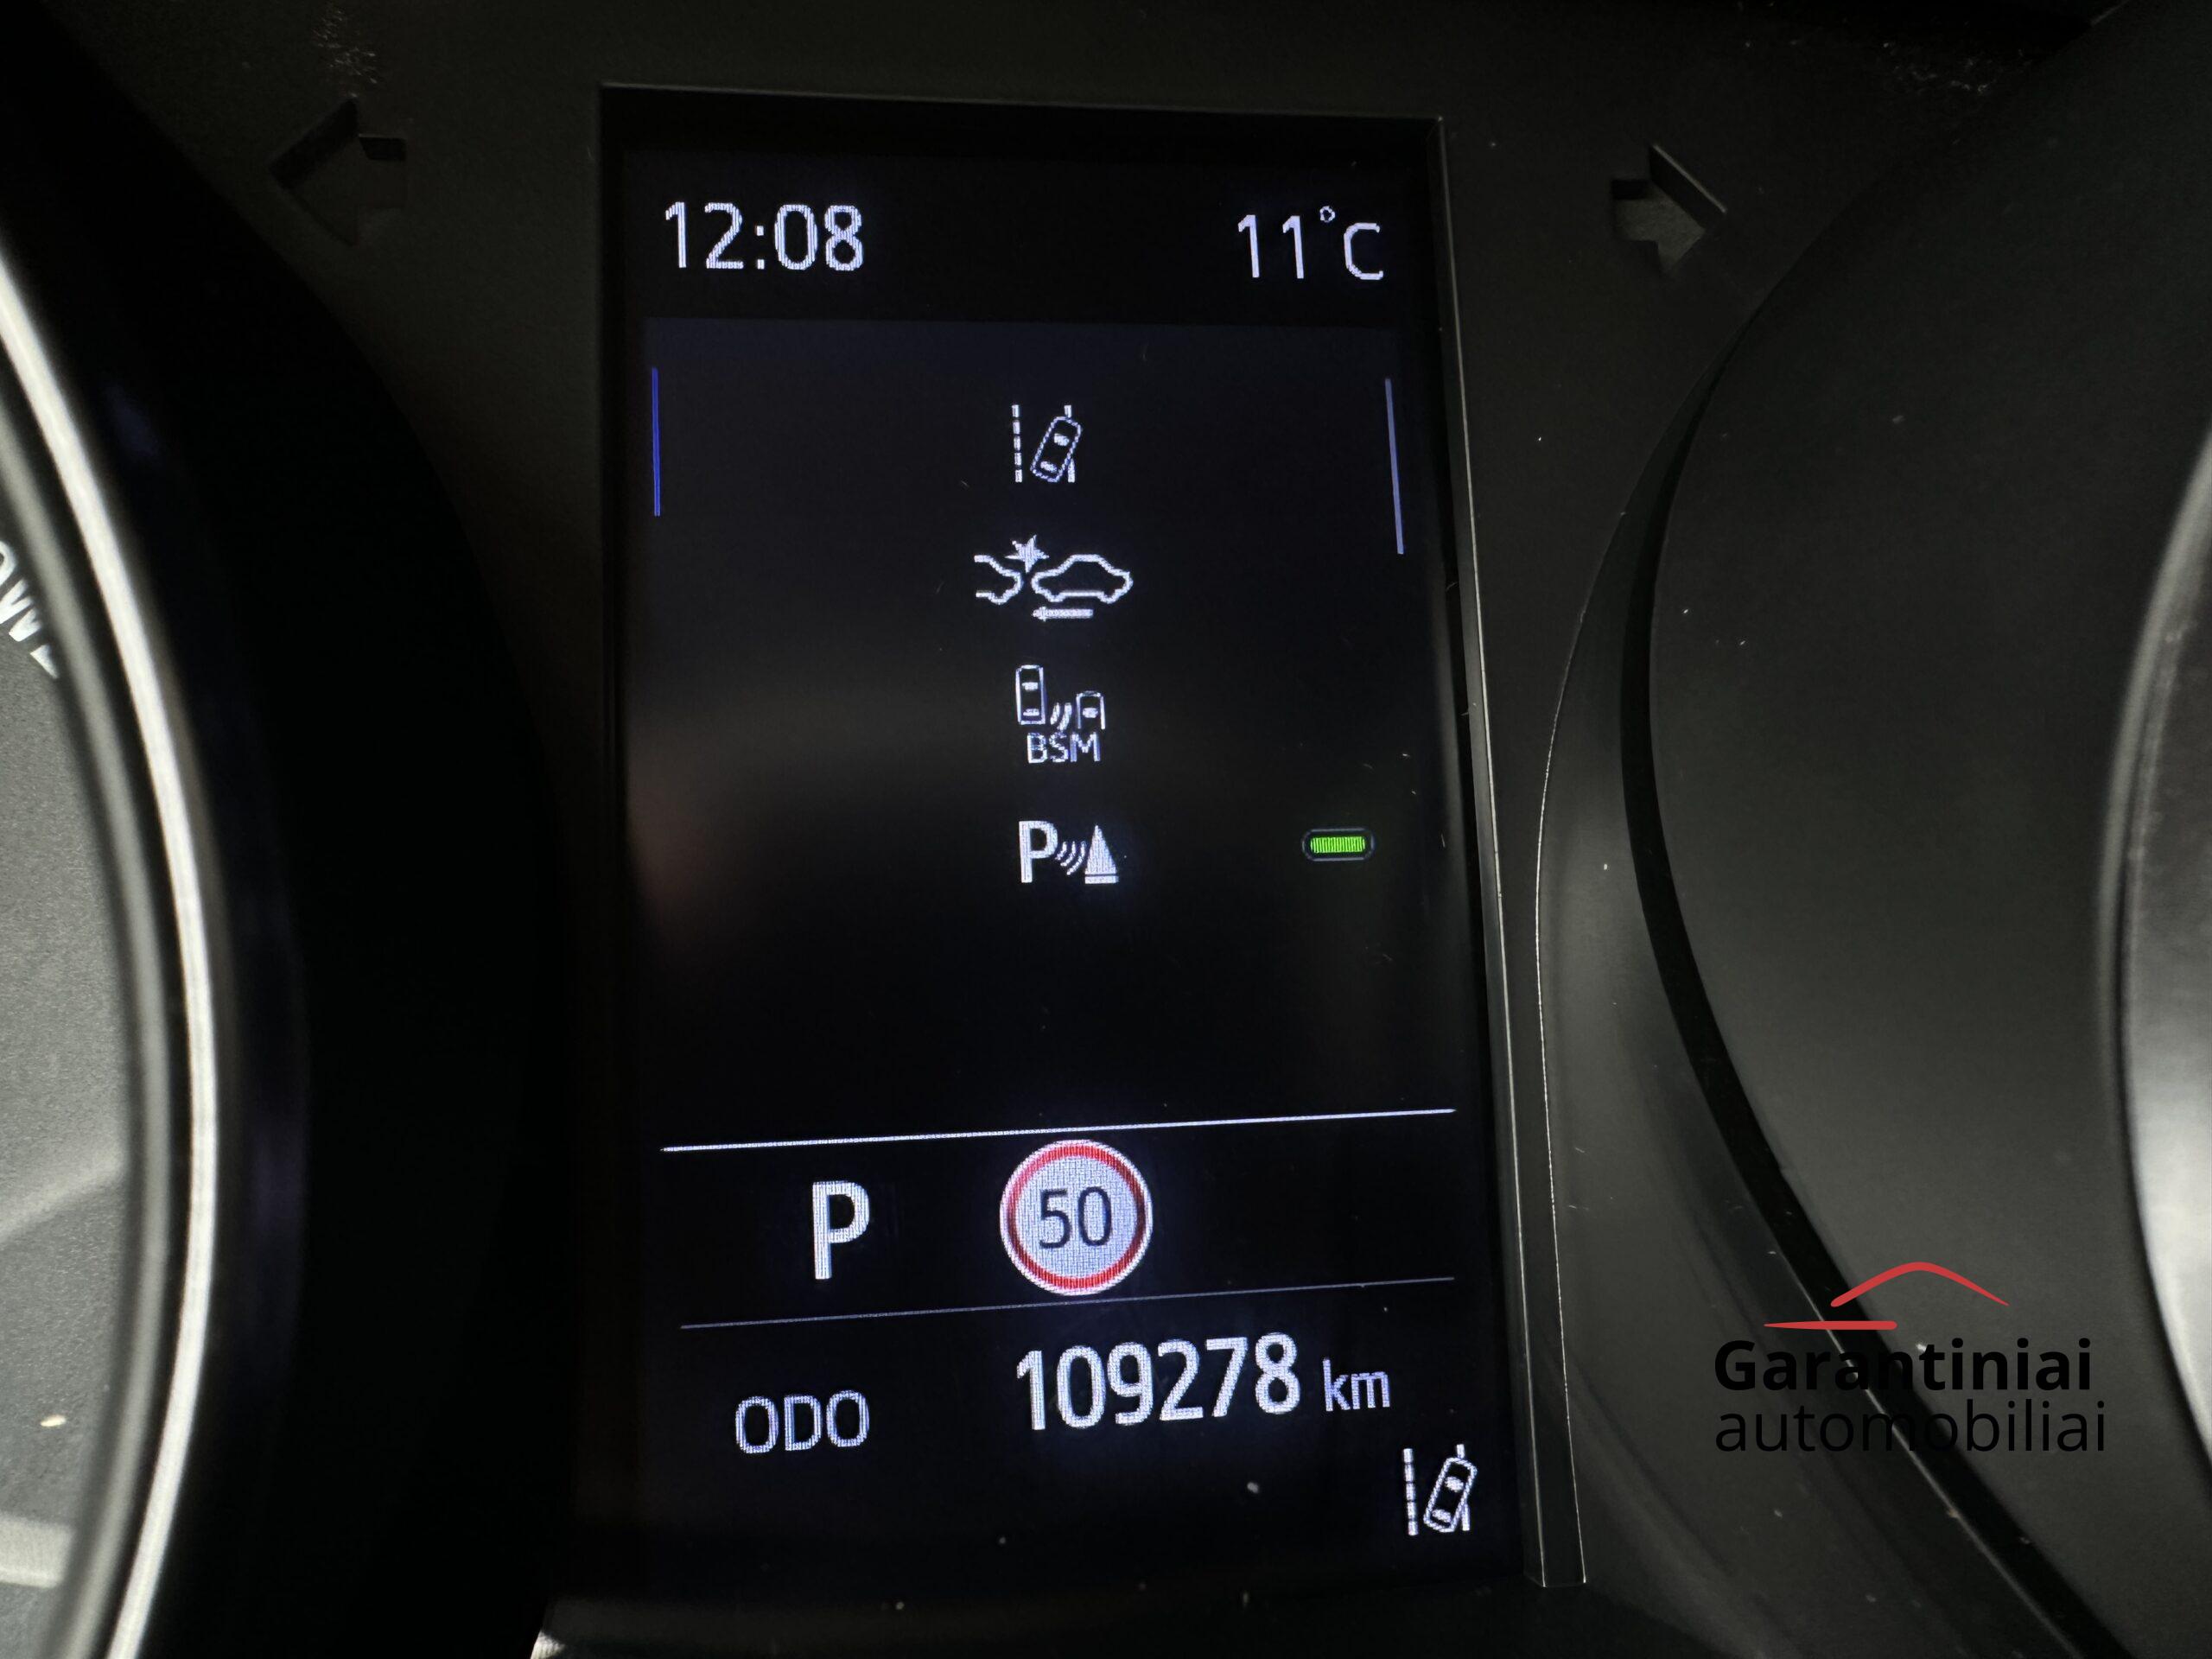 12:08
11°C
BSM
P
P
50
ODO
109278 km
Garantiniai
automobiliai